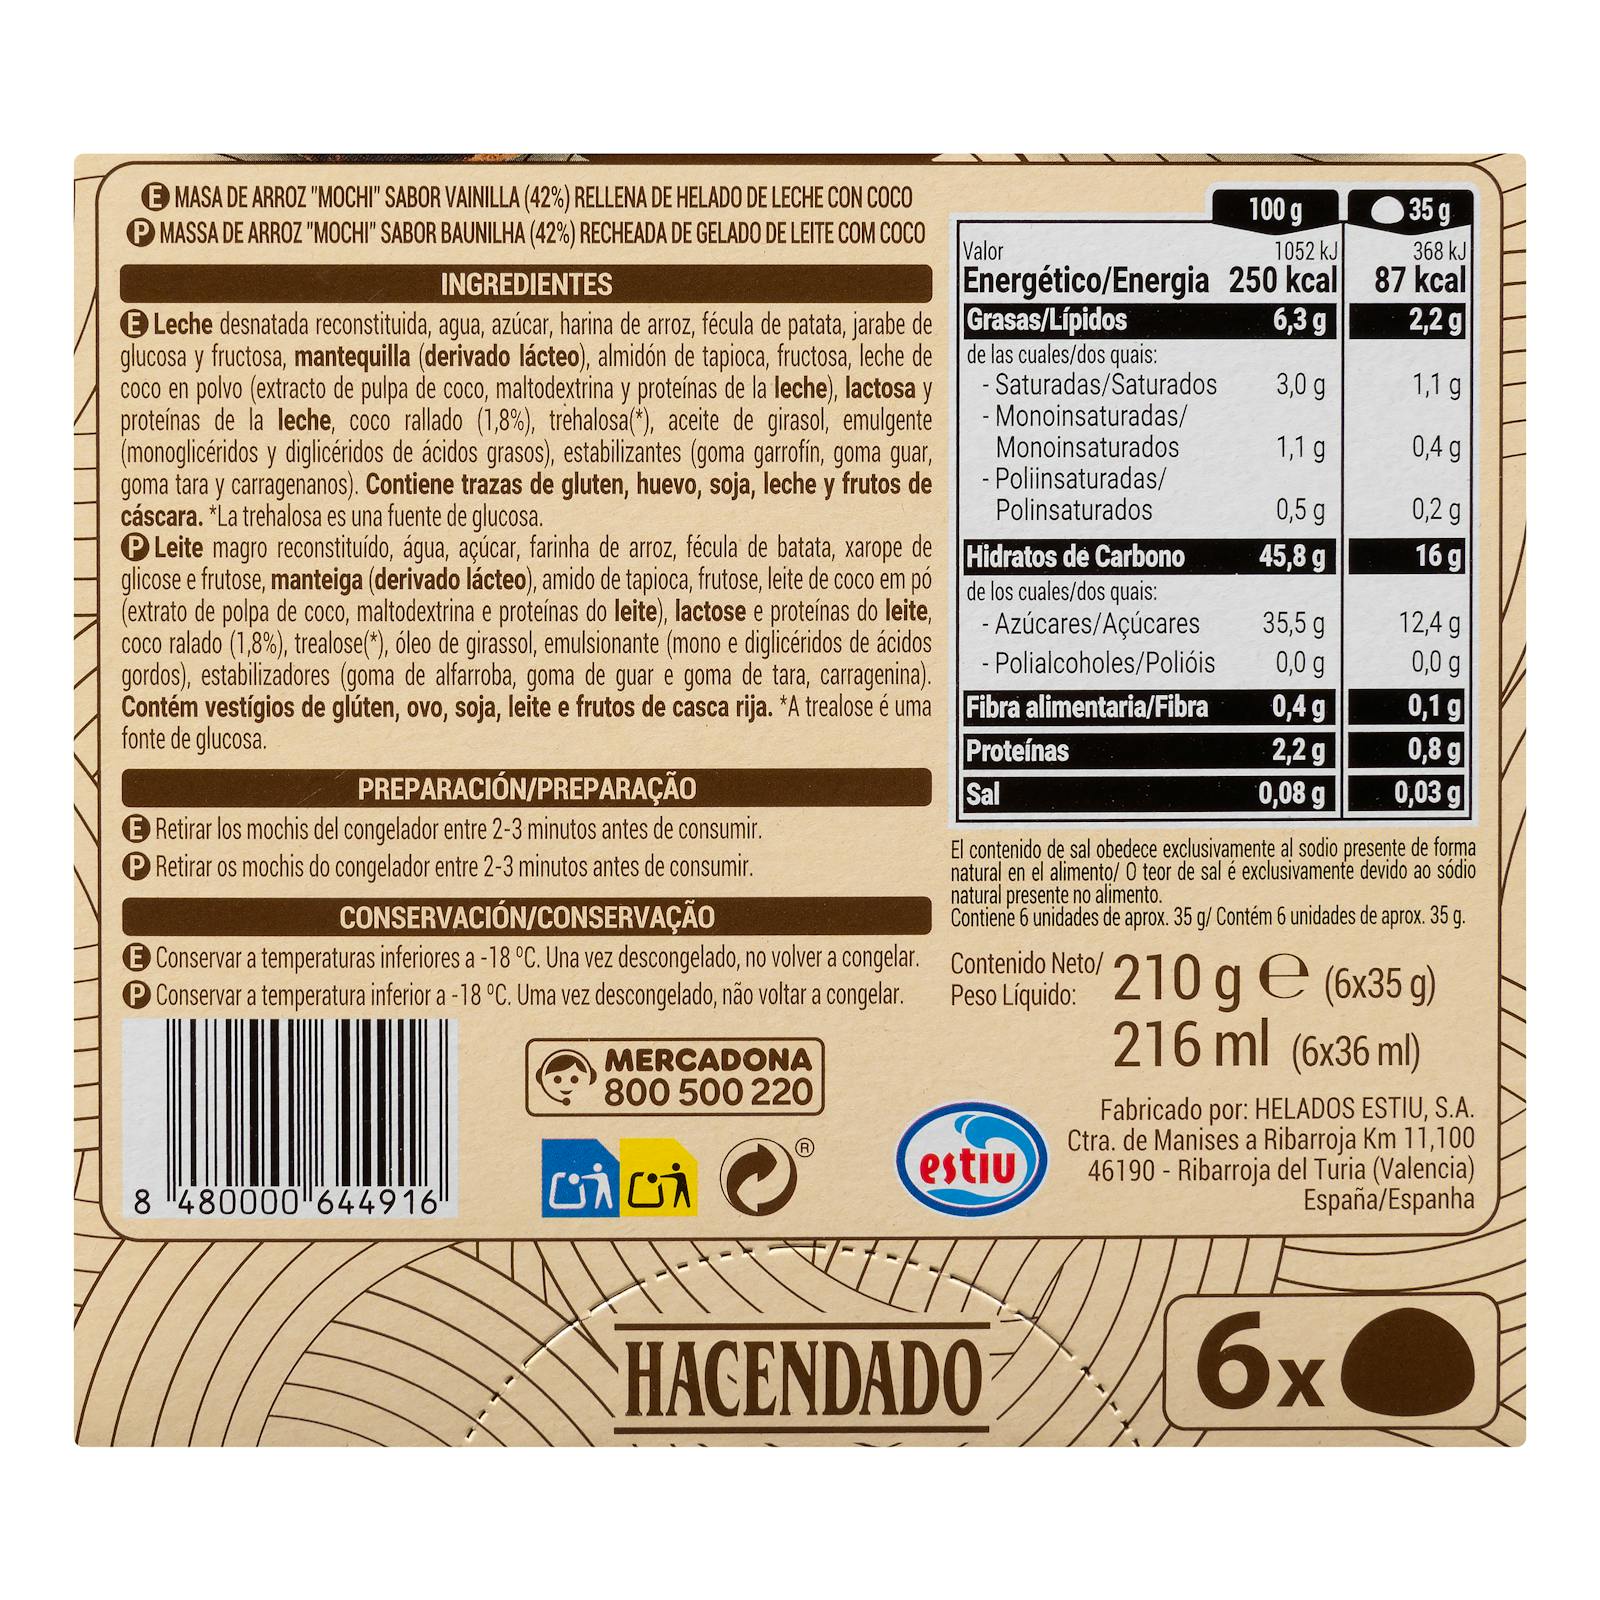 E MASA DE ARROZ "MOCHI" SABOR VAINILLA (42%) RELLENA DE HELADO DE LECHE CON COCO
P MASSA DE ARROZ "MOCHI" SABOR BAUNILHA (42%) RECHEADA DE GELADO DE LEITE COM COCO
INGREDIENTES
E Leche desnatada reconstituida, agua, azúcar, harina de arroz, fécula de patata, jarabe de
glucosa y fructosa, mantequilla (derivado lácteo), almidón de tapioca, fructosa, leche de
coco en polvo (extracto de pulpa de coco, maltodextrina y proteínas de la leche), lactosa y
proteínas de la leche, coco rallado (1,8%), trehalosa(*), aceite de girasol, emulgente
(monoglicéridos y diglicéridos de ácidos grasos), estabilizantes (goma garrofín, goma guar,
goma tara y carragenanos). Contiene trazas de gluten, huevo, soja, leche y frutos de
cáscara. *La trehalosa es una fuente de glucosa.
P Leite magro reconstituído, água, açúcar, farinha de arroz, fécula de batata, xarope de
glicose e frutose, manteiga (derivado lácteo), amido de tapioca, frutose, leite de coco em pó
(extrato de polpa de coco, maltodextrina e proteínas do leite), lactose e proteínas do leite,
coco ralado (1,8%), trealose(*), óleo de girassol, emulsionante (mono e diglicéridos de ácidos
gordos), estabilizadores (goma de alfarroba, goma de guar e goma de tara, carragenina).
Contém vestígios de glúten, ovo, soja, leite e frutos de casca rija. *A trealose é uma
fonte de glucosa.
PREPARACIÓN/PREPARAÇÃO
E Retirar los mochis del congelador entre 2-3 minutos antes de consumir.
P Retirar os mochis do congelador entre 2-3 minutos antes de consumir.
CONSERVACIÓN/CONSERVAÇÃO
E Conservar a temperaturas inferiores a -18 ºC. Una vez descongelado, no volver a congelar.
P Conservar a temperatura inferior a -18 ºC. Uma vez descongelado, não voltar a congelar.
8 480000 644916
MERCADONA
800 500 220
®
100 g 35 g
Valor 1052 kJ 368 kJ
Energético/Energia 250 kcal 87 kcal
Grasas/Lípidos 6,3 g 2,2 g
de las cuales/dos quais:
- Saturadas/Saturados 3,0 g 1,1 g
- Monoinsaturadas/
Monoinsaturados 1,1 g 0,4 g
- Poliinsaturadas/
Polinsaturados 0,5 g 0,2 g
Hidratos de Carbono 45,8 g 16 g
de los cuales/dos quais:
- Azúcares/Açúcares 35,5 g 12,4 g
- Polialcoholes/Polióis 0,0 g 0,0 g
Fibra alimentaria/Fibra 0,4 g 0,1 g
Proteínas 2,2 g 0,8 g
Sal 0,08 g 0,03 g
El contenido de sal obedece exclusivamente al sodio presente de forma
natural en el alimento/ O teor de sal é exclusivamente devido ao sódio
natural presente no alimento.
Contiene 6 unidades de aprox. 35 g/ Contém 6 unidades de aprox. 35 g.
Contenido Neto/
Peso Líquido:
210 g ℮ (6x35 g)
216 ml (6x36 ml)
estiu
Fabricado por: HELADOS ESTIU, S.A.
Ctra. de Manises a Ribarroja Km 11,100
46190 - Ribarroja del Turia (Valencia)
España/Espanha
HACENDADO
6x